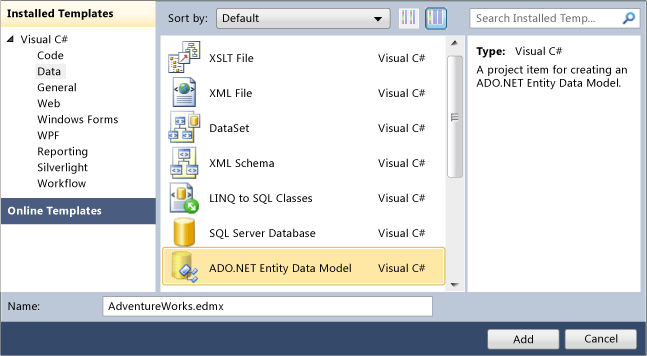 Installed Templates
Visual C#
Code
Data
General
Web
Windows Forms
WPF
Reporting
Silverlight
Workflow
Online Templates
Sort by: Default
XSLT File Visual C#
XML File Visual C#
DataSet Visual C#
XML Schema Visual C#
LINQ to SQL Classes Visual C#
SQL Server Database Visual C#
ADO.NET Entity Data Model Visual C#
Search Installed Temp...
Type: Visual C#
A project item for creating an
ADO.NET Entity Data Model.
Name: AdventureWorks.edmx
Add Cancel